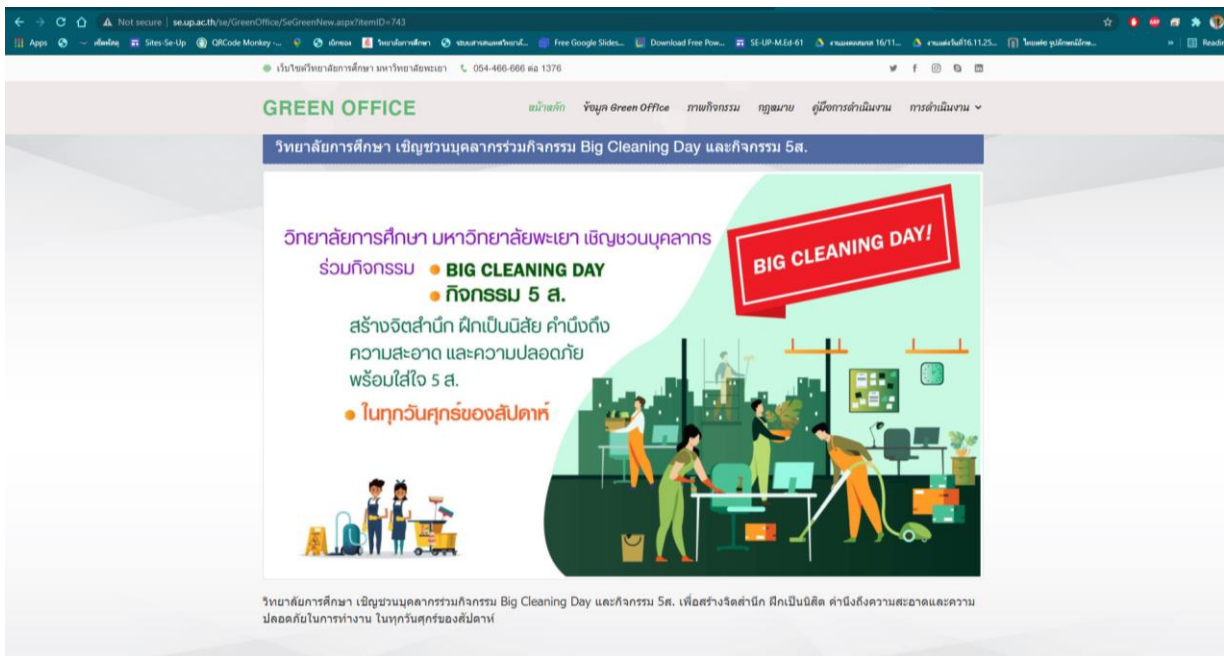 Not secure | se.up.ac.th/se/GreenOffice/SeGreenNew.aspx?itemID=743
Apps Sites-Se-Up QRCode Monkey -... วิทยาลัยการศึกษา Free Google Slides... Download Free Pow... SE-UP-M.Ed-61 Readin
เว็บไซต์วิทยาลัยการศึกษา มหาวิทยาลัยพะเยา 054-466-666 ต่อ 1376
GREEN OFFICE หน้าหลัก ข้อมูล Green Office ภาพกิจกรรม กฎหมาย คู่มือการดำเนินงาน การดำเนินงาน
วิทยาลัยการศึกษา เชิญชวนบุคลากรร่วมกิจกรรม Big Cleaning Day และกิจกรรม 5ส.
วิทยาลัยการศึกษา มหาวิทยาลัยพะเยา เชิญชวนบุคลากร
ร่วมกิจกรรม BIG CLEANING DAY
กิจกรรม 5 ส.
สร้างจิตสำนึก ฝึกเป็นนิสัย คำนึงถึง
ความสะอาด และความปลอดภัย
พร้อมใส่ใจ 5 ส.
ในทุกวันศุกร์ของสัปดาห์
BIG CLEANING DAY!
วิทยาลัยการศึกษา เชิญชวนบุคลากรร่วมกิจกรรม Big Cleaning Day และกิจกรรม 5ส. เพื่อสร้างจิตสำนึก ฝึกเป็นนิสิต คำนึงถึงความสะอาดและความ
ปลอดภัยในการทำงาน ในทุกวันศุกร์ของสัปดาห์